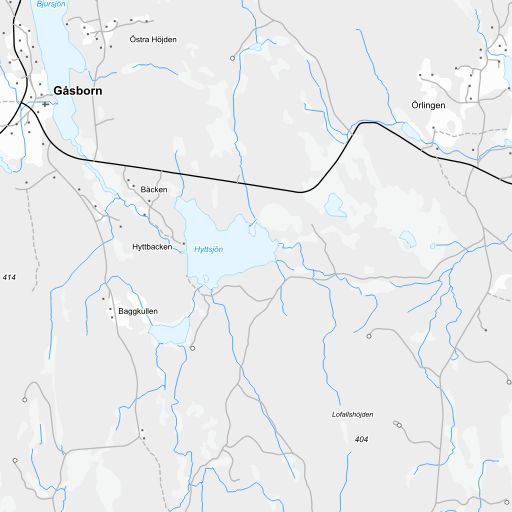 Bjursjön
Östra Höjden
Gåsborn
Örlingen
Bäcken
Hyttbacken
Hyttsjön
414
Baggkullen
Lofallshöjden
404